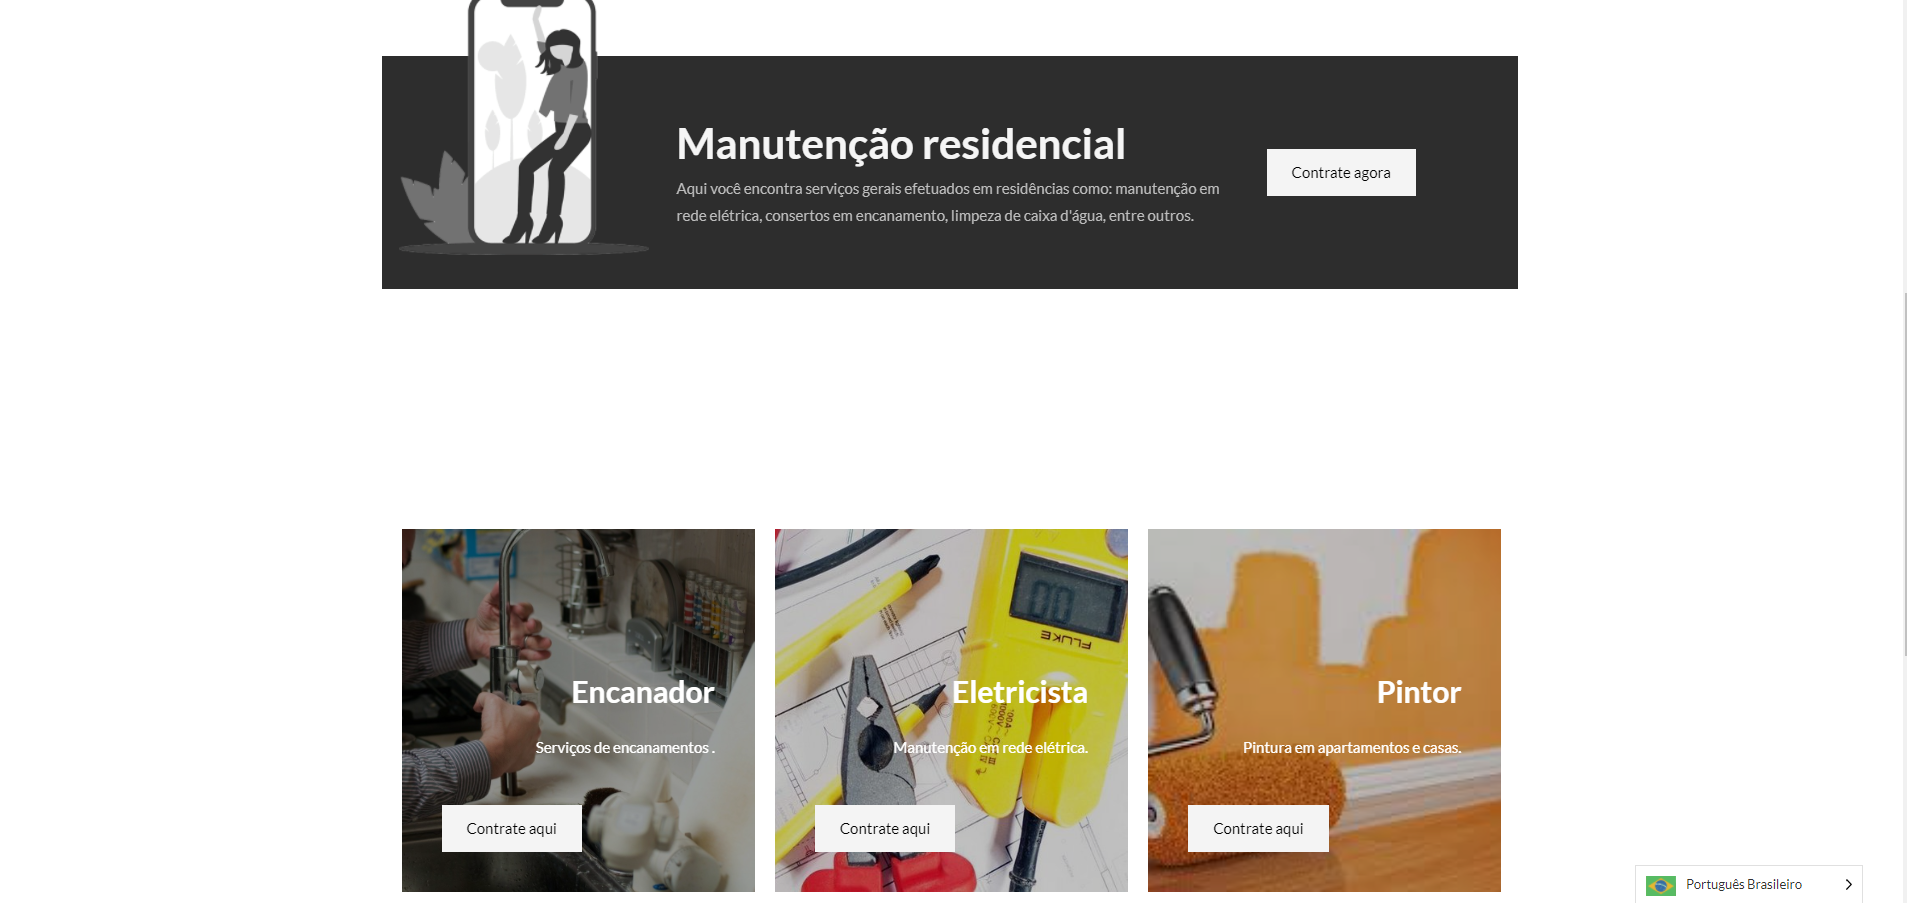 Manutenção residencial
Aqui você encontra serviços gerais efetuados em residências como: manutenção em
rede elétrica, consertos em encanamento, limpeza de caixa d'água, entre outros.
Contrate agora
Encanador
Serviços de encanamentos .
Contrate aqui
FLUKE
Eletricista
Manutenção em rede elétrica.
Contrate aqui
Pintor
Pintura em apartamentos e casas.
Contrate aqui
Português Brasileiro